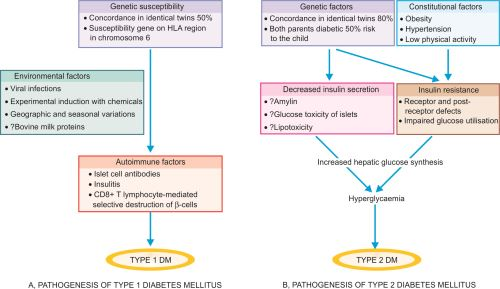 Genetic susceptibility
• Concordance in identical twins 50%
• Susceptibility gene on HLA region
in chromosome 6
Environmental factors
• Viral infections
• Experimental induction with chemicals
• Geographic and seasonal variations
• ?Bovine milk proteins
Autoimmune factors
• Islet cell antibodies
• Insulitis
• CD8+ T lymphocyte-mediated
selective destruction of β-cells
TYPE 1 DM
A, PATHOGENESIS OF TYPE 1 DIABETES MELLITUS
Genetic factors
• Concordance in identical twins 80%
• Both parents diabetic 50% risk
to the child
Constitutional factors
• Obesity
• Hypertension
• Low physical activity
Decreased insulin secretion
• ?Amylin
• ?Glucose toxicity of islets
• ?Lipotoxicity
Insulin resistance
• Receptor and post-
receptor defects
• Impaired glucose utilisation
Increased hepatic glucose synthesis
Hyperglycaemia
TYPE 2 DM
B, PATHOGENESIS OF TYPE 2 DIABETES MELLITUS